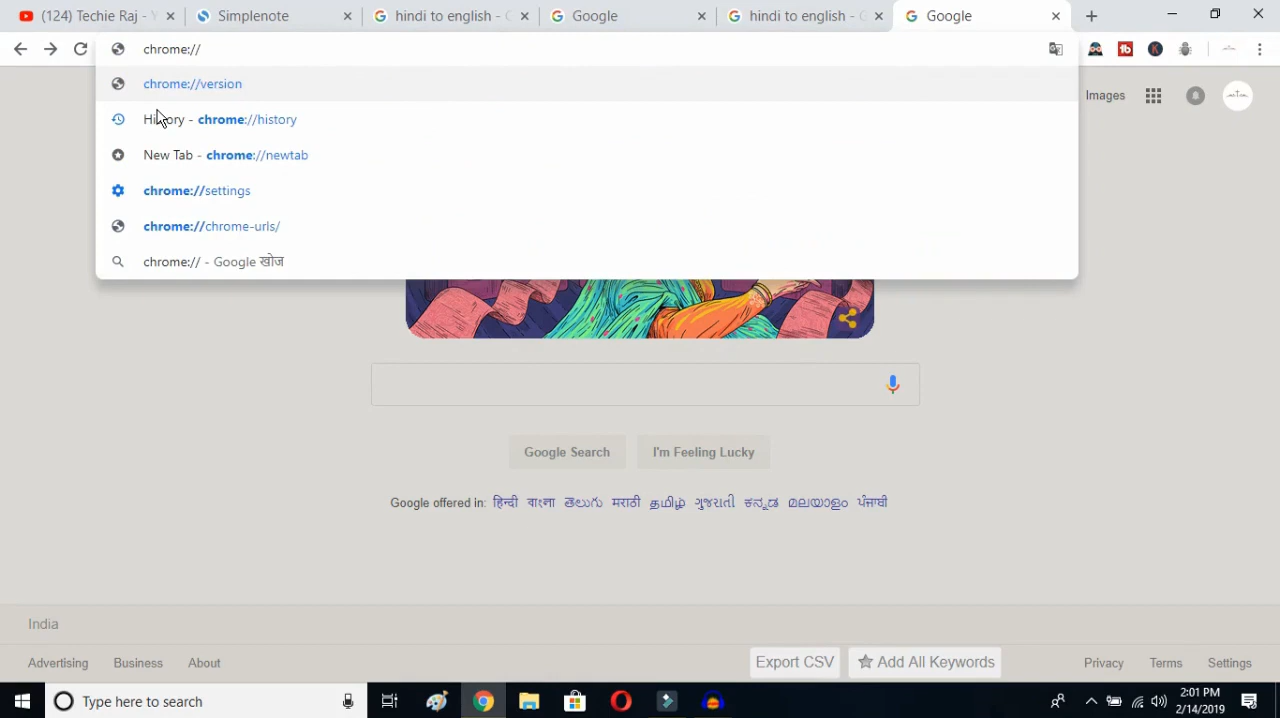 (124) Techie Raj - Y
Simplenote
hindi to english - G
Google
hindi to english - G
Google
chrome://
chrome://version
History - chrome://history
New Tab - chrome://newtab
chrome://settings
chrome://chrome-urls/
chrome:// - Google खोज
Images
Google Search
I'm Feeling Lucky
Google offered in: हिन्दी বাংলা తెలుగు मराठी தமிழ் ગુજરાતી ಕನ್ನಡ മലയാളം ਪੰਜਾਬੀ
India
Advertising Business About
Export CSV
Add All Keywords
Privacy Terms Settings
Type here to search
2:01 PM
2/14/2019